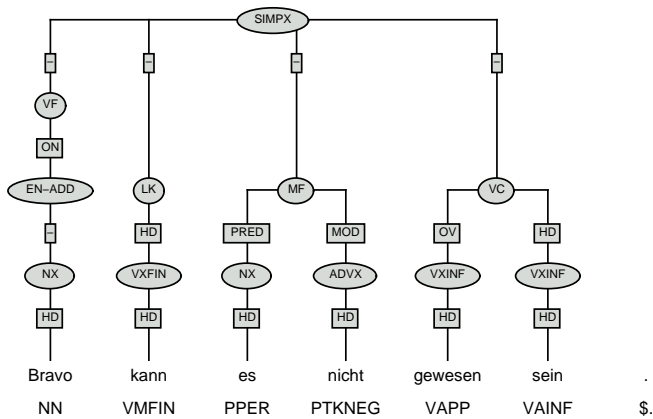 SIMPX
– – – –
VF
ON
EN–ADD LK MF VC
– HD PRED MOD OV HD
NX VXFIN NX ADVX VXINF VXINF
HD HD HD HD HD HD
Bravo kann es nicht gewesen sein .
NN VMFIN PPER PTKNEG VAPP VAINF $.